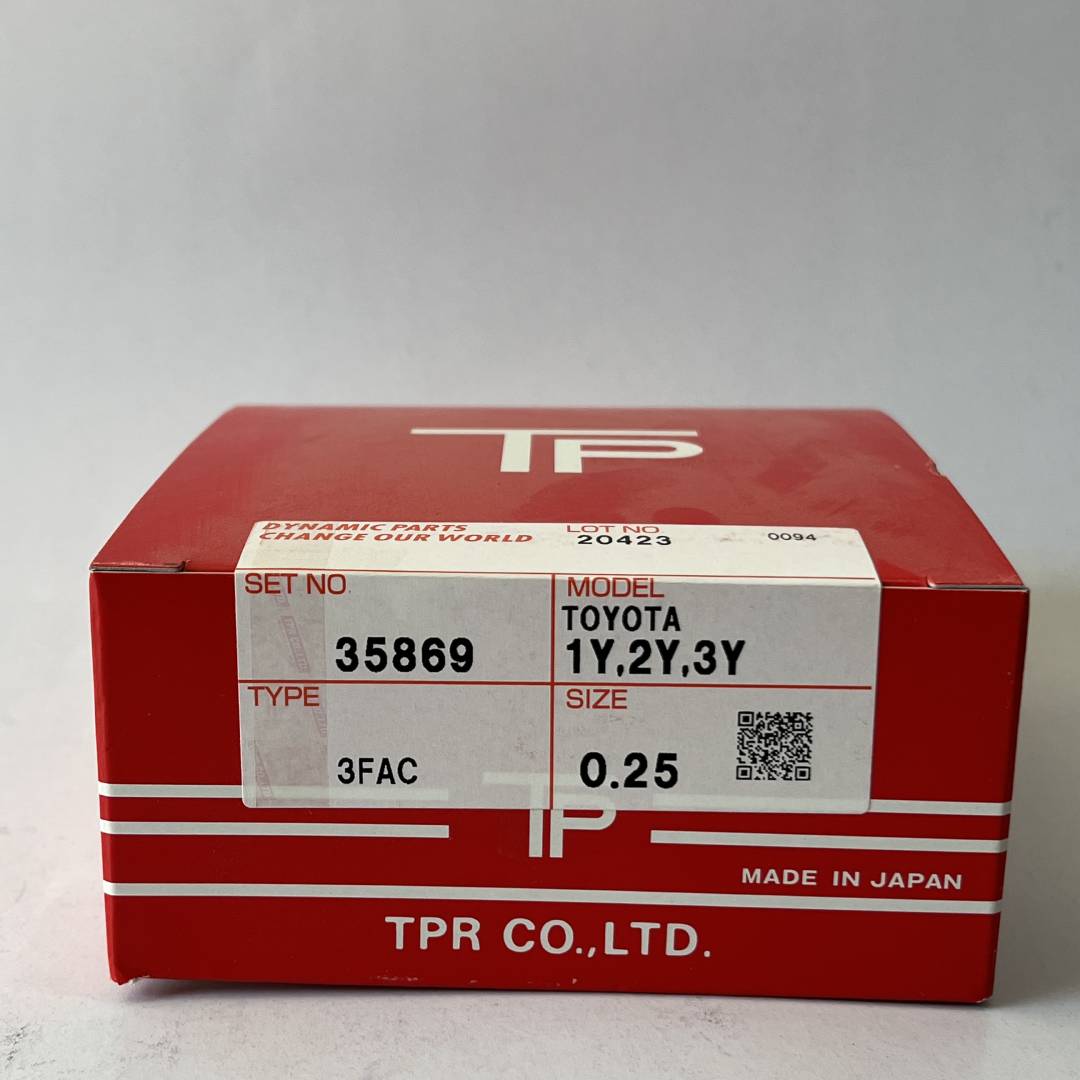 TP
DYNAMIC PARTS
CHANGE OUR WORLD
LOT NO
20423
0094
SET NO.
35869
MODEL
TOYOTA
1Y,2Y,3Y
TYPE
3FAC
SIZE
0.25
TP
MADE IN JAPAN
TPR CO.,LTD.